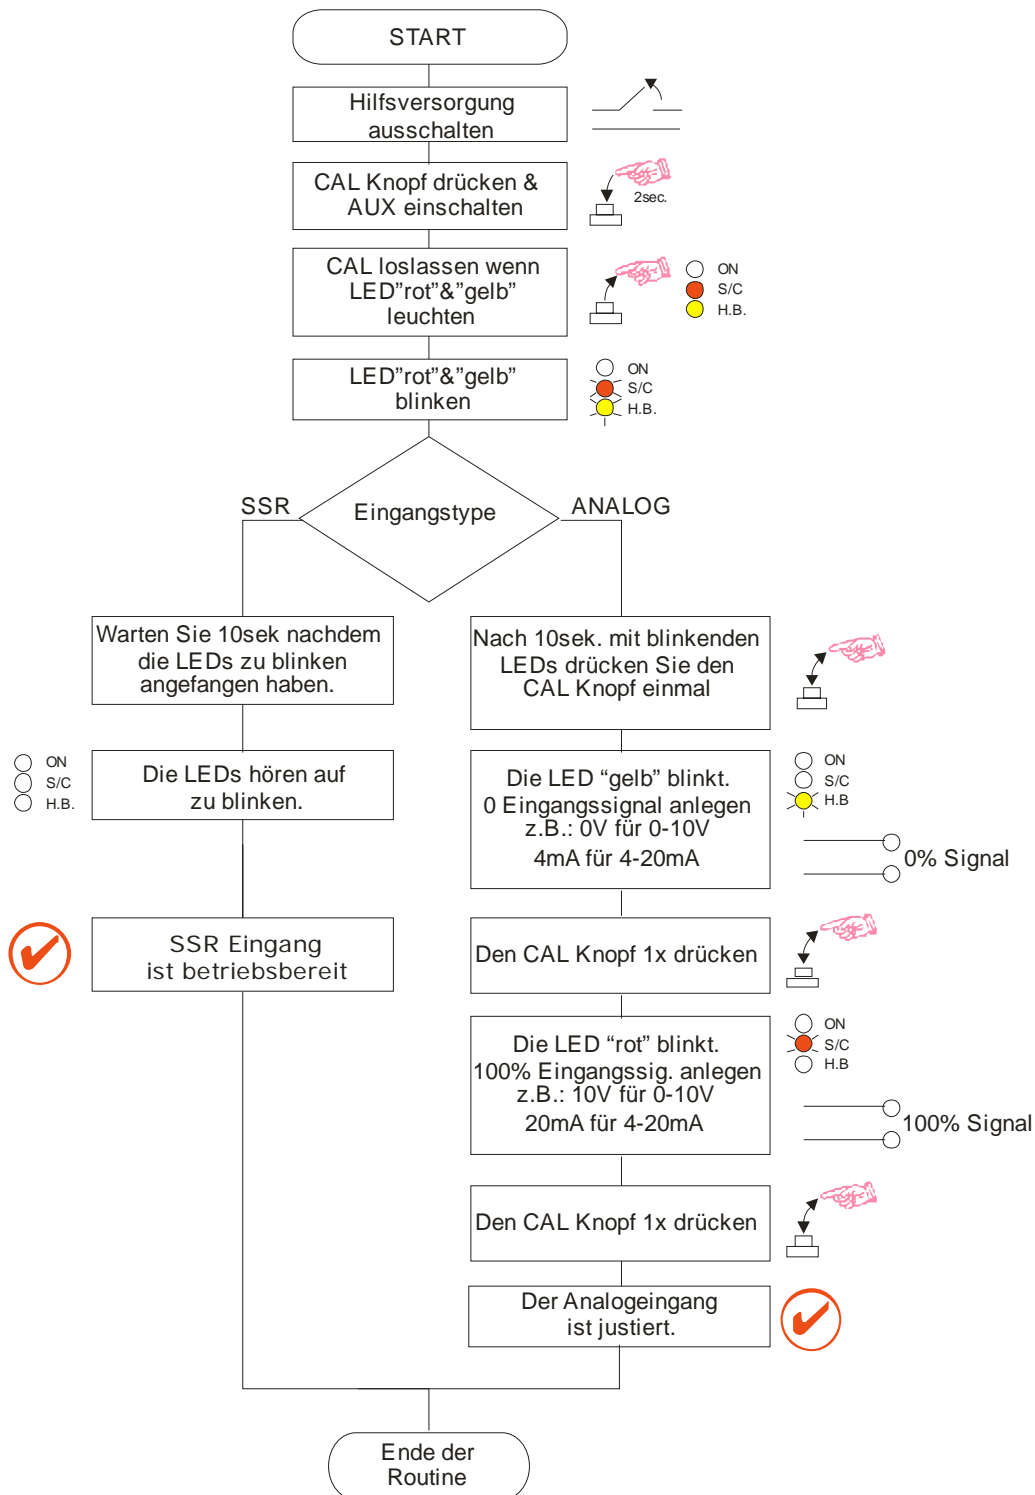 START
Hilfsversorgung
ausschalten
CAL Knopf drücken &
AUX einschalten
2sec.
CAL loslassen wenn
LED"rot"&"gelb"
leuchten
ON
S/C
H.B.
LED"rot"&"gelb"
blinken
ON
S/C
H.B.
SSR
Eingangstype
ANALOG
Warten Sie 10sek nachdem
die LEDs zu blinken
angefangen haben.
Nach 10sek. mit blinkenden
LEDs drücken Sie den
CAL Knopf einmal
ON
S/C
H.B.
Die LEDs hören auf
zu blinken.
Die LED “gelb” blinkt.
0 Eingangssignal anlegen
z.B.: 0V für 0-10V
4mA für 4-20mA
ON
S/C
H.B
0% Signal
SSR Eingang
ist betriebsbereit
Den CAL Knopf 1x drücken
Die LED “rot” blinkt.
100% Eingangssig. anlegen
z.B.: 10V für 0-10V
20mA für 4-20mA
ON
S/C
H.B
100% Signal
Den CAL Knopf 1x drücken
Der Analogeingang
ist justiert.
Ende der
Routine